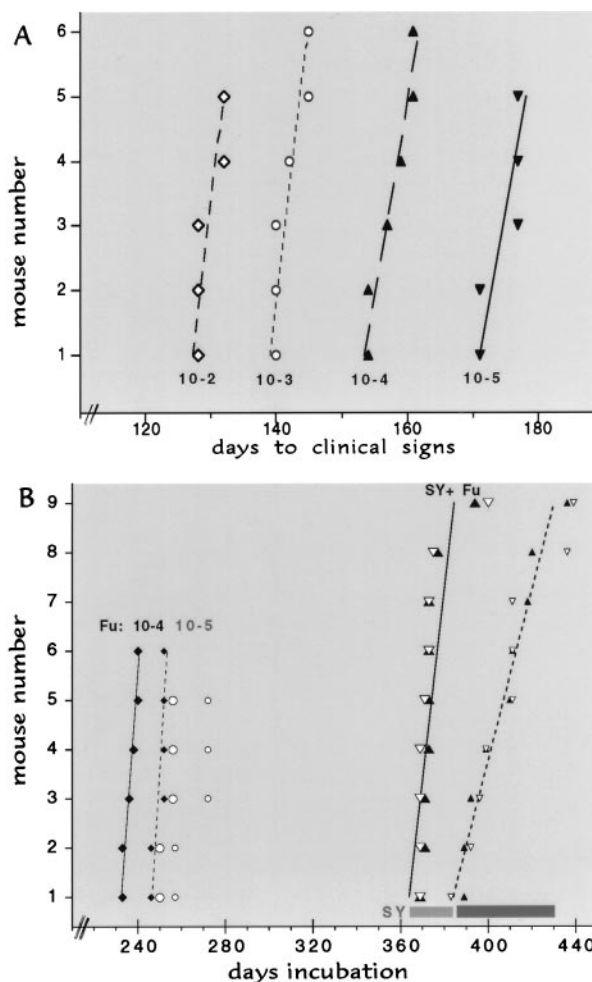 A
6
5
4
3
2
1
mouse number
10-2 10-3 10-4 10-5
120 140 160 180
days to clinical signs
B
SY+ Fu
9
8
7
6
5
4
3
2
1
mouse number
Fu: 10-4 10-5
SY
240 280 320 360 400 440
days incubation